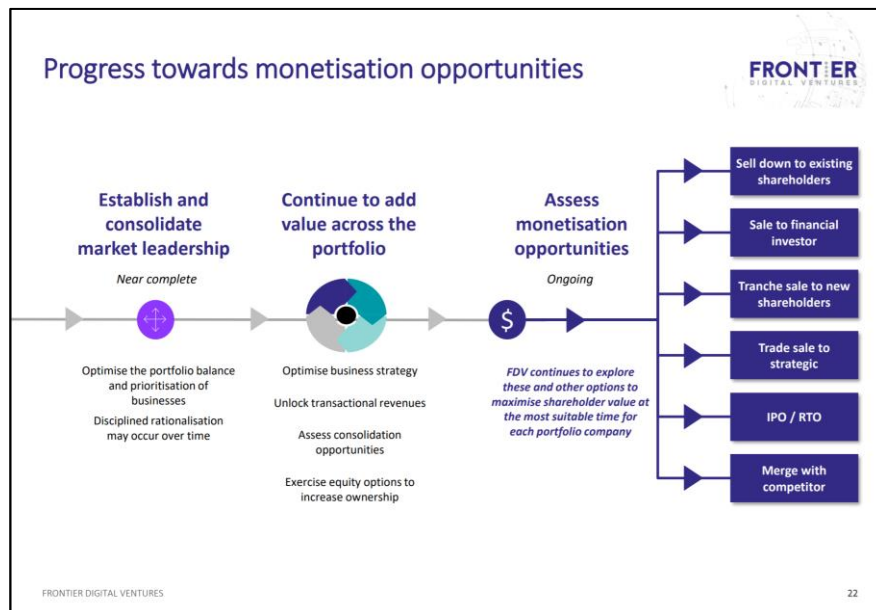 Progress towards monetisation opportunities
FRONTIER
DIGITAL VENTURES
Establish and
consolidate
market leadership
Near complete
Optimise the portfolio balance
and prioritisation of
businesses
Disciplined rationalisation
may occur over time
Continue to add
value across the
portfolio
Optimise business strategy
Unlock transactional revenues
Assess consolidation
opportunities
Exercise equity options to
increase ownership
Assess
monetisation
opportunities
Ongoing
$
FDV continues to explore
these and other options to
maximise shareholder value at
the most suitable time for
each portfolio company
Sell down to existing
shareholders
Sale to financial
investor
Tranche sale to new
shareholders
Trade sale to
strategic
IPO / RTO
Merge with
competitor
FRONTIER DIGITAL VENTURES
22